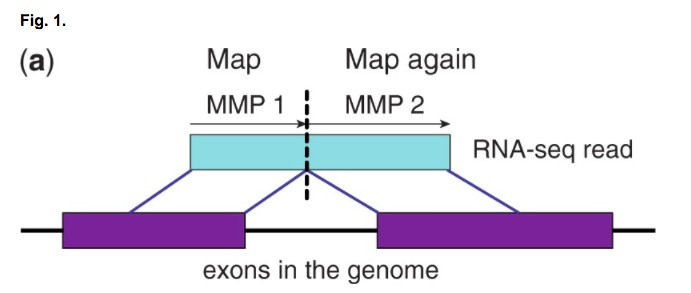 Fig. 1.
(a) Map Map again
MMP 1 MMP 2
RNA-seq read
exons in the genome